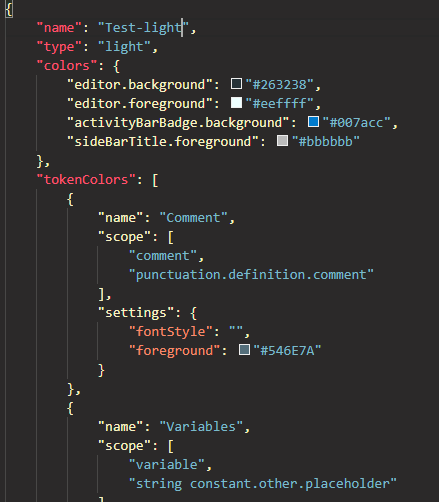 {
"name": "Test-light",
"type": "light",
"colors": {
"editor.background": "#263238",
"editor.foreground": "#eeffff",
"activityBarBadge.background": "#007acc",
"sideBarTitle.foreground": "#bbbbbb"
},
"tokenColors": [
{
"name": "Comment",
"scope": [
"comment",
"punctuation.definition.comment"
],
"settings": {
"fontStyle": "",
"foreground": "#546E7A"
}
},
{
"name": "Variables",
"scope": [
"variable",
"string constant.other.placeholder"
]